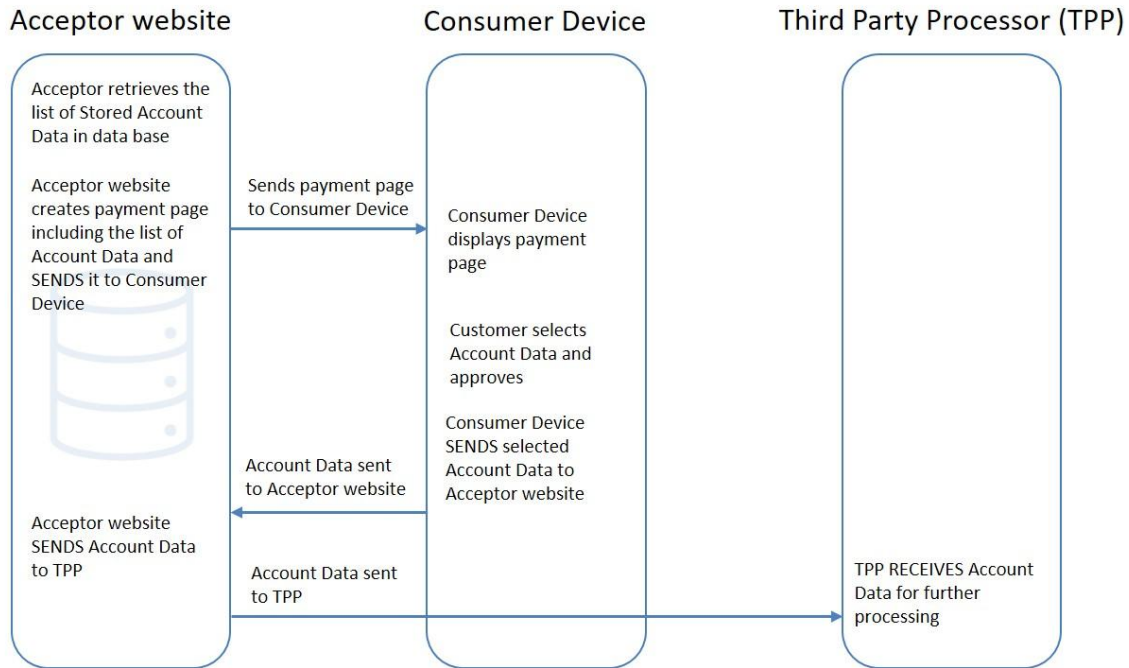 Acceptor website
Consumer Device
Third Party Processor (TPP)
Acceptor retrieves the
list of Stored Account
Data in data base
Acceptor website
creates payment page
including the list of
Account Data and
SENDS it to Consumer
Device
Sends payment page
to Consumer Device
Consumer Device
displays payment
page
Customer selects
Account Data and
approves
Consumer Device
SENDS selected
Account Data to
Acceptor website
Account Data sent
to Acceptor website
Acceptor website
SENDS Account Data
to TPP
Account Data sent
to TPP
TPP RECEIVES Account
Data for further
processing